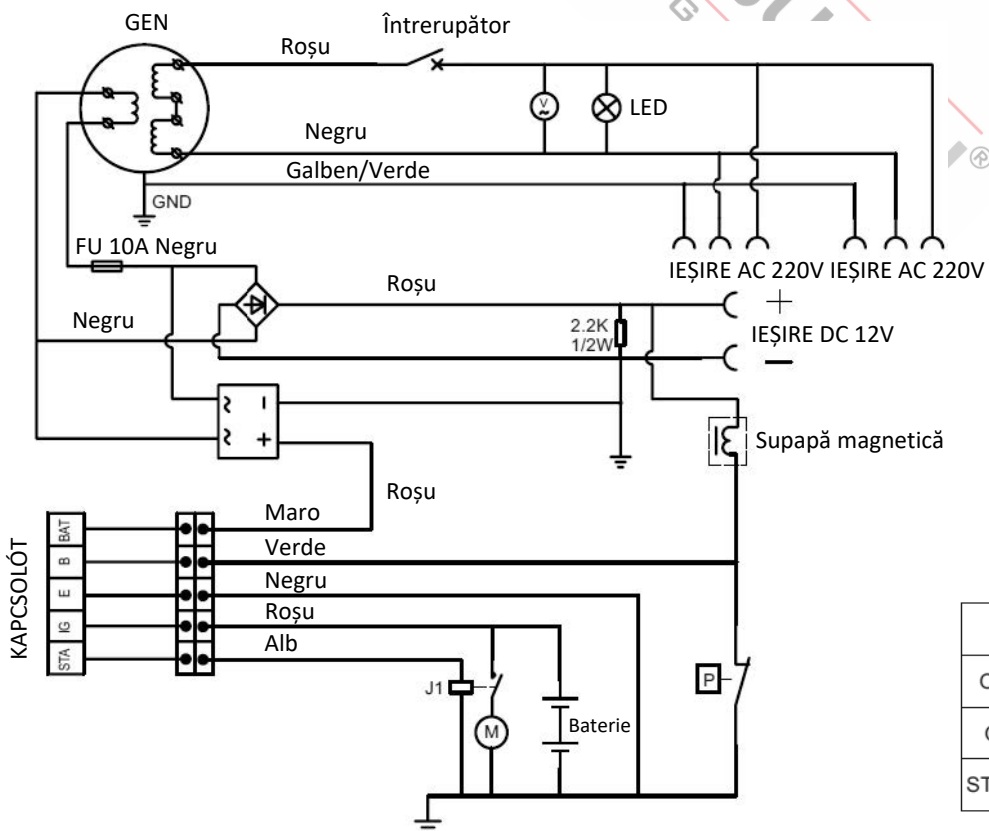 GEN
Întrerupător
Roșu
V
~
LED
Negru
Galben/Verde
GND
FU 10A Negru
IEȘIRE AC 220V IEȘIRE AC 220V
Roșu
+
2.2K
1/2W
IEȘIRE DC 12V
Negru
−
~ −
~ +
Supapă magnetică
Roșu
KAPCSOLÓT
BAT
Maro
B
Verde
E
Negru
IG
Roșu
STA
Alb
J1
P
M
Baterie